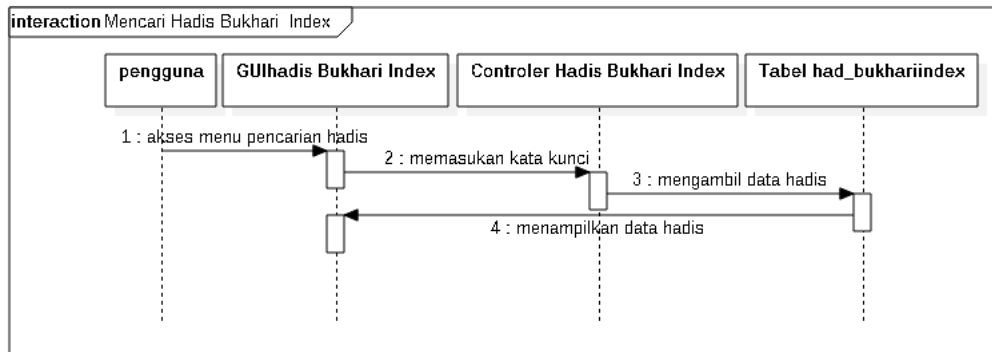 interaction Mencari Hadis Bukhari Index
pengguna
GUIhadis Bukhari Index
Controler Hadis Bukhari Index
Tabel had_bukhariindex
1 : akses menu pencarian hadis
2 : memasukan kata kunci
3 : mengambil data hadis
4 : menampilkan data hadis